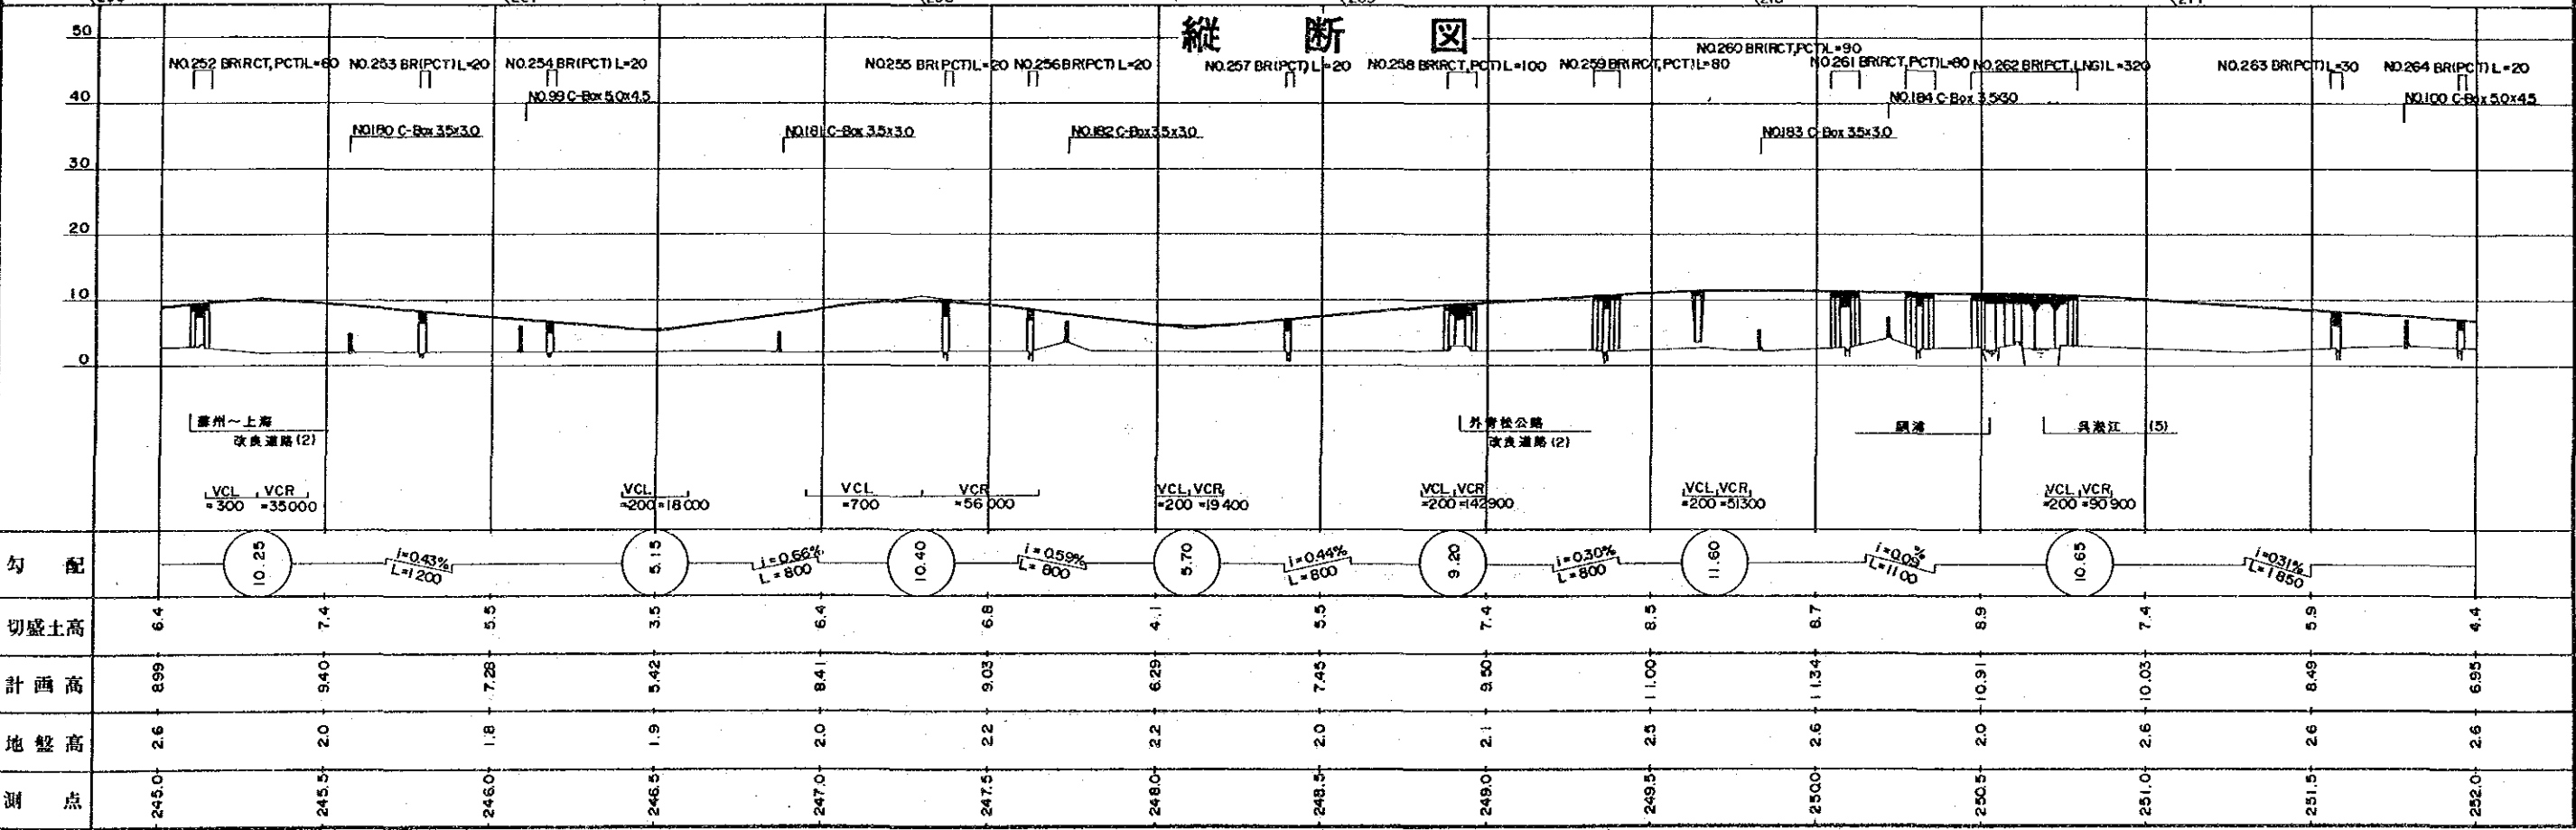 縦断図
50
NO.252 BR(RCT,PCT)L=60 NO.253 BR(PCT)L=20 NO.254 BR(PCT)L=20 NO.255 BR(PCT)L=20 NO.256 BR(PCT)L=20 NO.257 BR(PCT)L=20 NO.258 BR(RCT,PCT)L=100 NO.259 BR(RCT,PCT)L=80 NO.260 BR(RCT,PCT)L=90 NO.261 BR(RCT,PCT)L=80 NO.262 BR(PCT,LNG)L=320 NO.263 BR(PCT)L=30 NO.264 BR(PCT)L=20
40
NO.99 C-Box 5.0x4.5 NO.184 C-Box 3.5x3.0 NO.100 C-Box 5.0x4.5
NO.180 C-Box 3.5x3.0 NO.181 C-Box 3.5x3.0 NO.182 C-Box 3.5x3.0 NO.183 C-Box 3.5x3.0
30
20
10
0
蘇州~上海 外青松公路 呉淞江 (5)
改良道路(2) 改良道路(2)
VCL VCR VCL VCL VCR VCL VCR VCL VCR VCL VCR VCL VCR
=300 =35000 =200 =18000 =700 =56000 =200 =19400 =200 =142900 =200 =51300 =200 =90900
勾配 10.25 i=0.43% L=1200 5.15 i=0.66% L=800 10.40 i=0.59% L=800 5.70 i=0.44% L=800 9.20 i=0.30% L=800 11.60 i=0.09% L=1100 10.65 i=0.31% L=1850
切盛土高 6.4 7.4 5.5 3.5 6.4 6.8 4.1 5.5 7.4 8.5 8.7 8.9 7.4 5.9 4.4
計画高 8.99 9.40 7.28 5.42 8.41 9.03 6.29 7.45 9.50 11.00 11.34 10.91 10.03 8.49 6.95
地盤高 2.6 2.0 1.8 1.9 2.0 2.2 2.2 2.0 2.1 2.5 2.6 2.0 2.6 2.6 2.6
測点 245.0 245.5 246.0 246.5 247.0 247.5 248.0 248.5 249.0 249.5 250.0 250.5 251.0 251.5 252.0